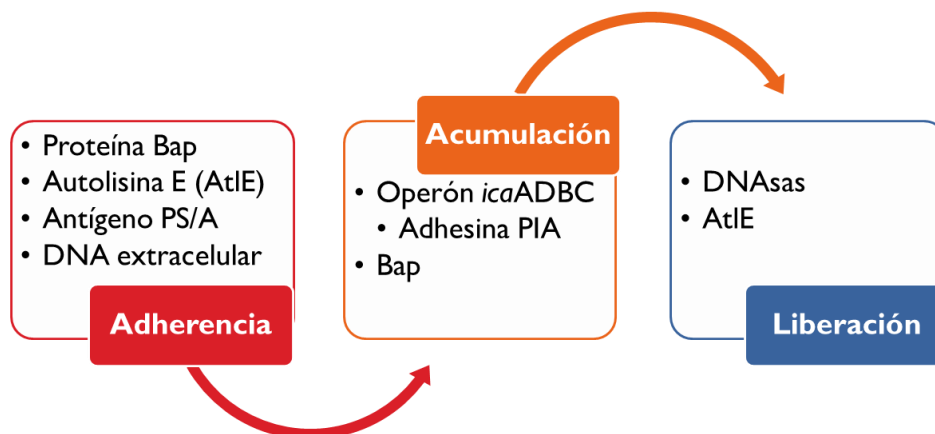 • Proteína Bap
• Autolisina E (AtlE)
• Antígeno PS/A
• DNA extracelular
Adherencia
Acumulación
• Operón icaADBC
• Adhesina PIA
• Bap
• DNAsas
• AtlE
Liberación